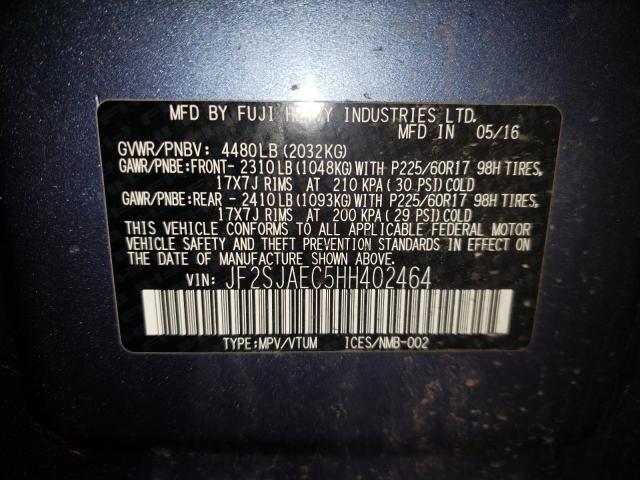 MFD BY FUJI HEAVY INDUSTRIES LTD.
MFD IN 05/16
GVWR/PNBV: 4480LB(2032KG)
GAWR/PNBE:FRONT- 2310LB(1048KG)WITH P225/60R17 98H TIRES,
17X7J RIMS AT 210 KPA(30 PSI)COLD
GAWR/PNBE:REAR - 2410LB(1093KG)WITH P225/60R17 98H TIRES,
17X7J RIMS AT 200 KPA(29 PSI)COLD
THIS VEHICLE CONFORMS TO ALL APPLICABLE FEDERAL MOTOR
VEHICLE SAFETY AND THEFT PREVENTION STANDARDS IN EFFECT ON
THE DATE OF MANUFACTURE SHOWN ABOVE.
VIN: JF2SJAEC5HH402464
TYPE:MPV/VTUM ICES/NMB-002